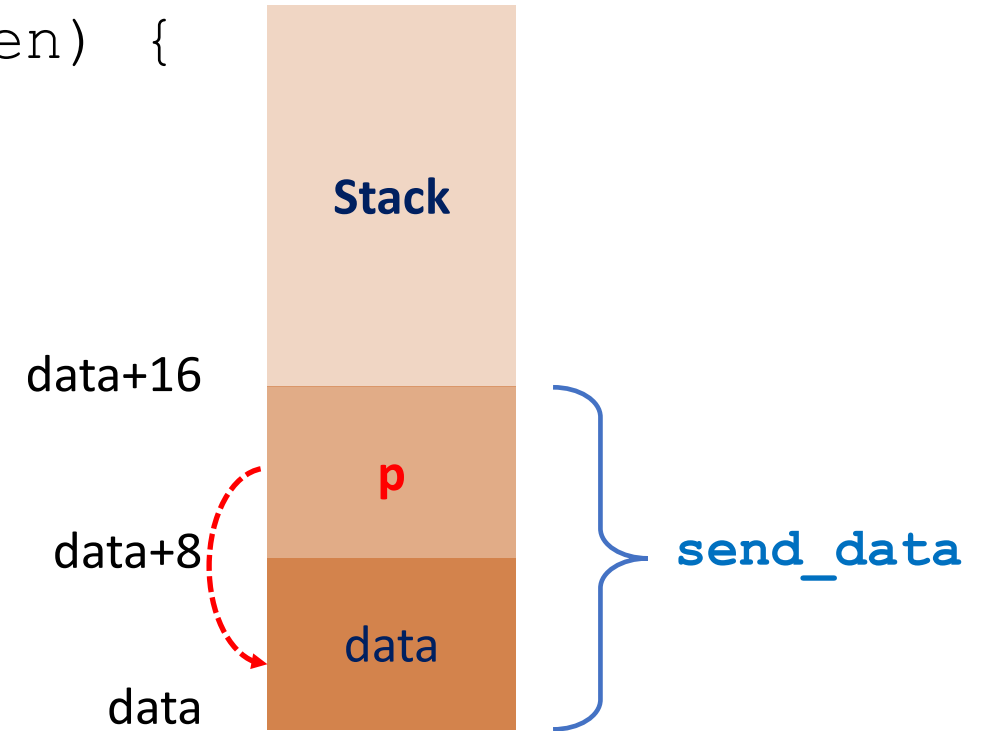 en) {
Stack
data+16
p
data+8
send_data
data
data